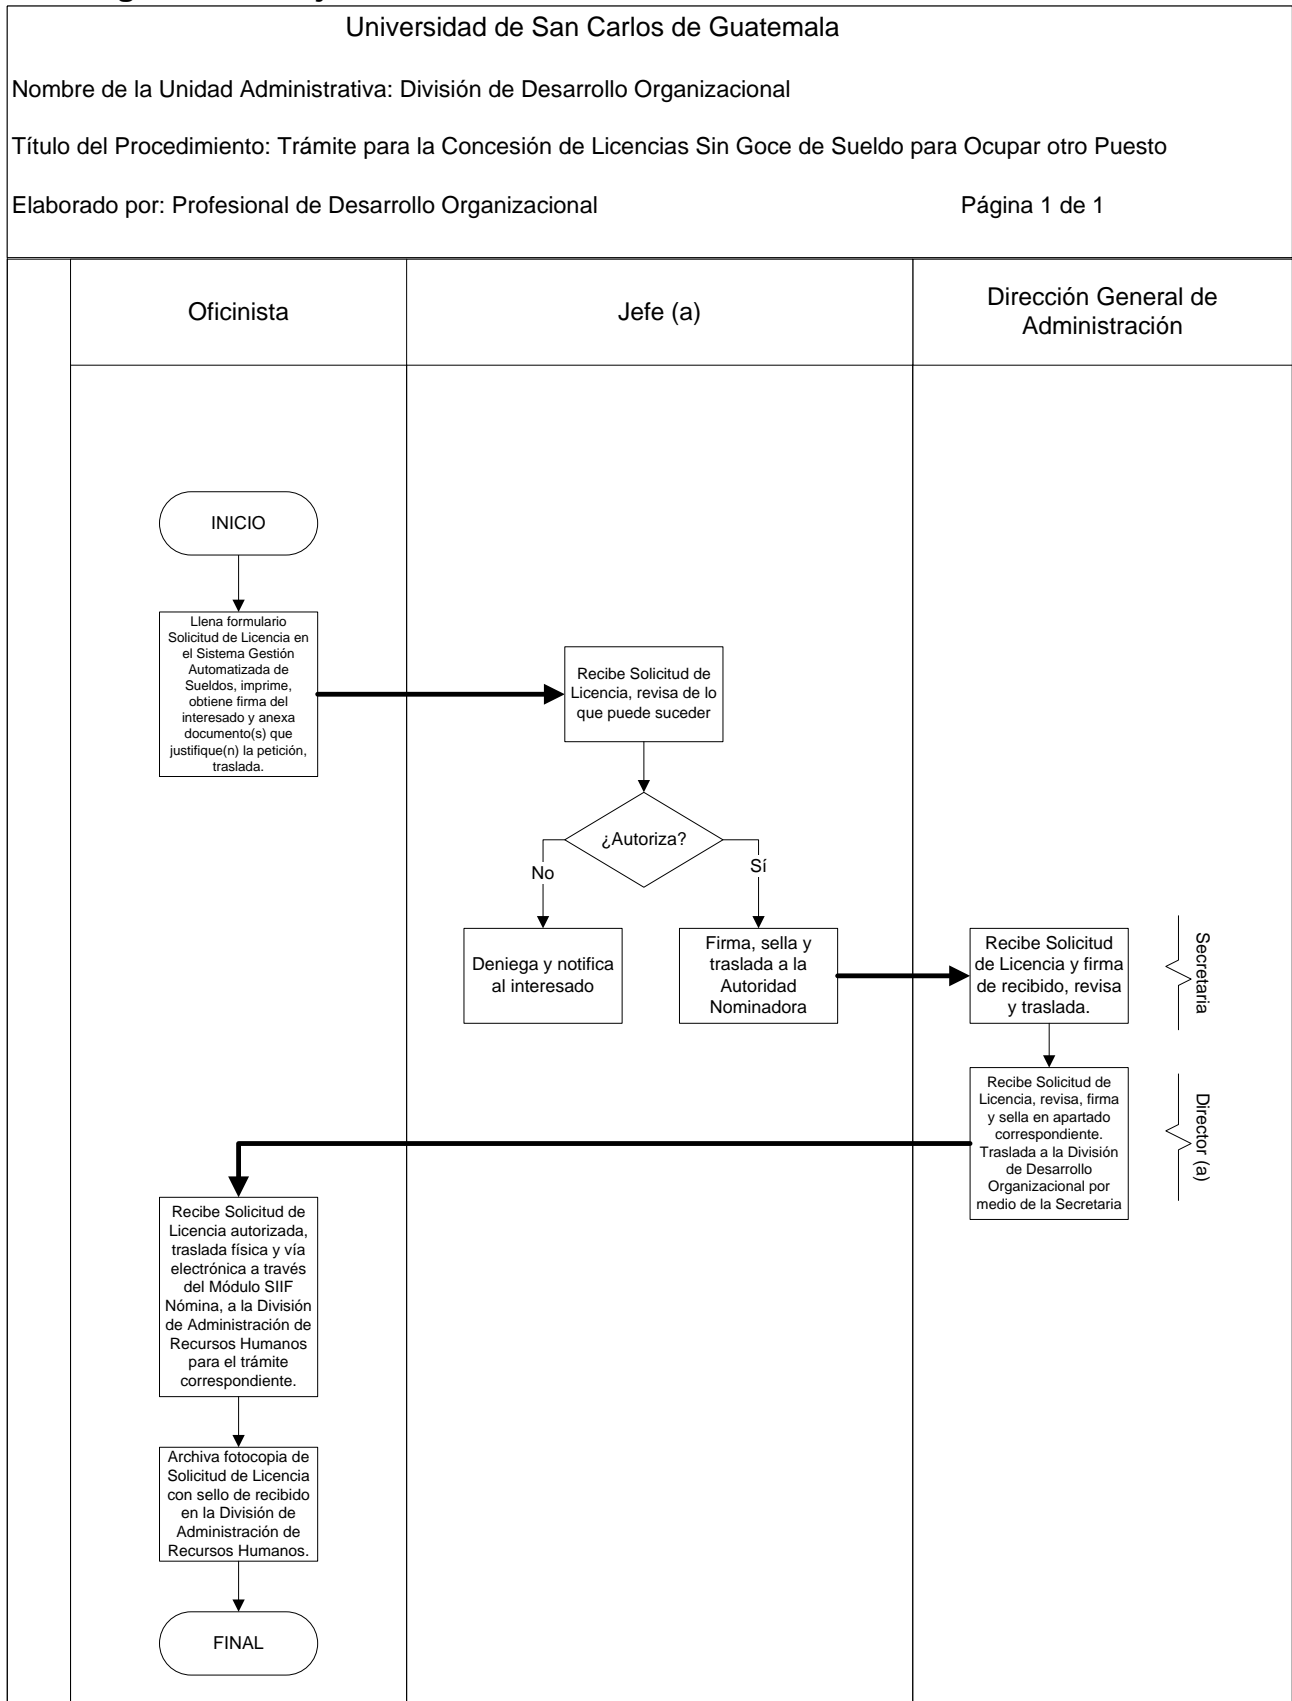 Universidad de San Carlos de Guatemala
Nombre de la Unidad Administrativa: División de Desarrollo Organizacional
Título del Procedimiento: Trámite para la Concesión de Licencias Sin Goce de Sueldo para Ocupar otro Puesto
Elaborado por: Profesional de Desarrollo Organizacional
Página 1 de 1
Oficinista
Jefe (a)
Dirección General de
Administración
INICIO
Llena formulario
Solicitud de Licencia en
el Sistema Gestión
Automatizada de
Sueldos, imprime,
obtiene firma del
interesado y anexa
documento(s) que
justifique(n) la petición,
traslada.
Recibe Solicitud de
Licencia, revisa de lo
que puede suceder
¿Autoriza?
No
Sí
Deniega y notifica
al interesado
Firma, sella y
traslada a la
Autoridad
Nominadora
Recibe Solicitud
de Licencia y firma
de recibido, revisa
y traslada.
Secretaria
Recibe Solicitud de
Licencia, revisa, firma
y sella en apartado
correspondiente.
Traslada a la División
de Desarrollo
Organizacional por
medio de la Secretaria
Director (a)
Recibe Solicitud de
Licencia autorizada,
traslada física y vía
electrónica a través
del Módulo SIIF
Nómina, a la División
de Administración de
Recursos Humanos
para el trámite
correspondiente.
Archiva fotocopia de
Solicitud de Licencia
con sello de recibido
en la División de
Administración de
Recursos Humanos.
FINAL